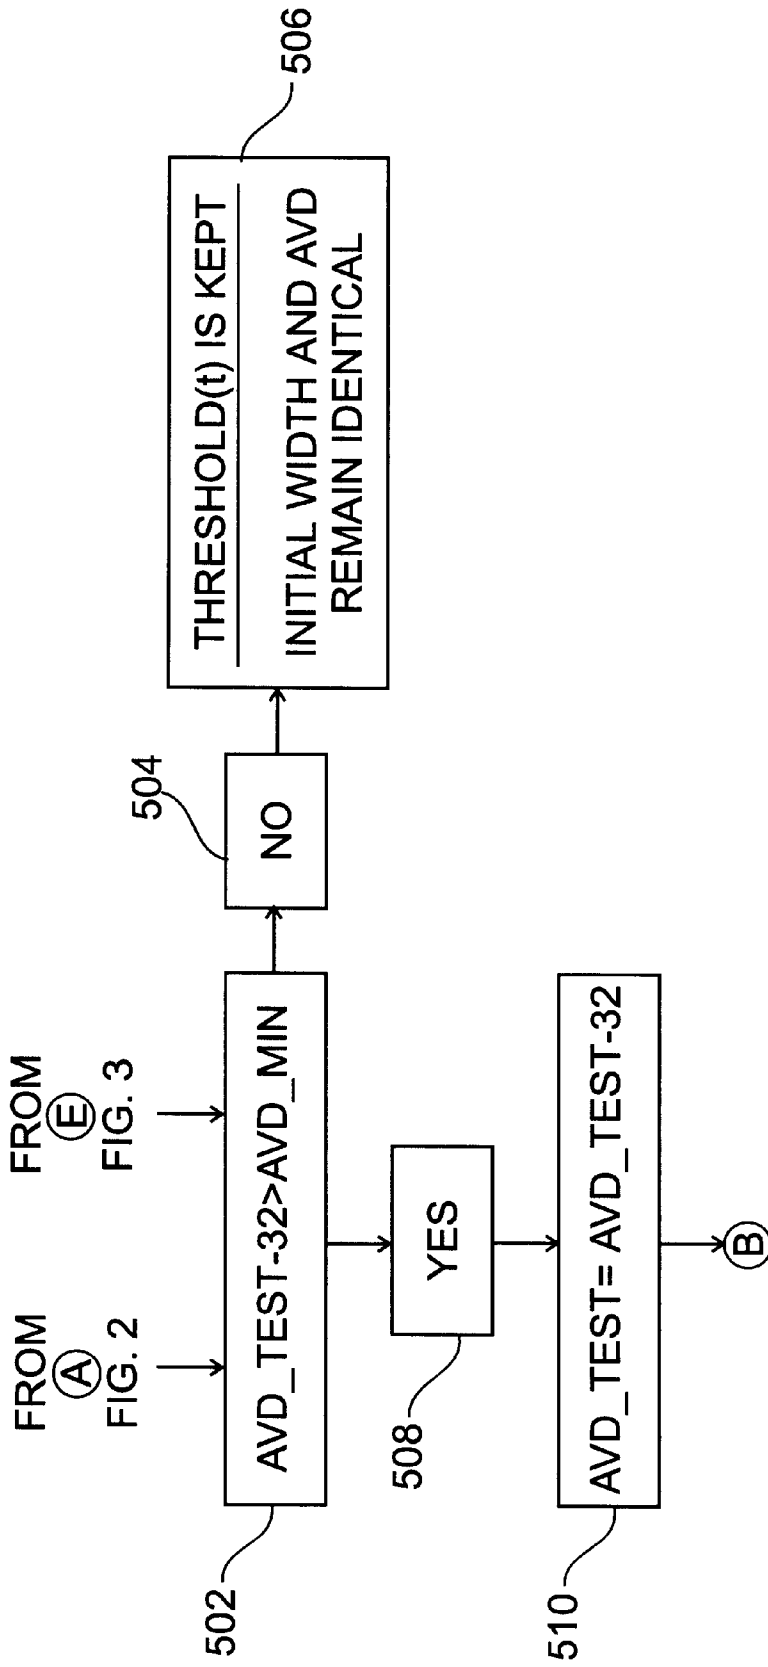 FROM
A
FIG. 2
FROM
E
FIG. 3
502
AVD_TEST-32>AVD_MIN
504
NO
506
THRESHOLD(t) IS KEPT
INITIAL WIDTH AND AVD
REMAIN IDENTICAL
508
YES
510
AVD_TEST= AVD_TEST-32
B